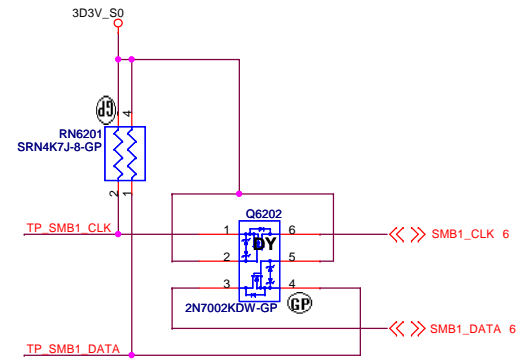 3D3V_S0
GP
4
RN6201
SRN4K7J-8-GP
2 1
TP_SMB1_CLK
Q6202
1 6
SMB1_CLK 6
DY
2 5
3 4
2N7002KDW-GP
GP
SMB1_DATA 6
TP_SMB1_DATA